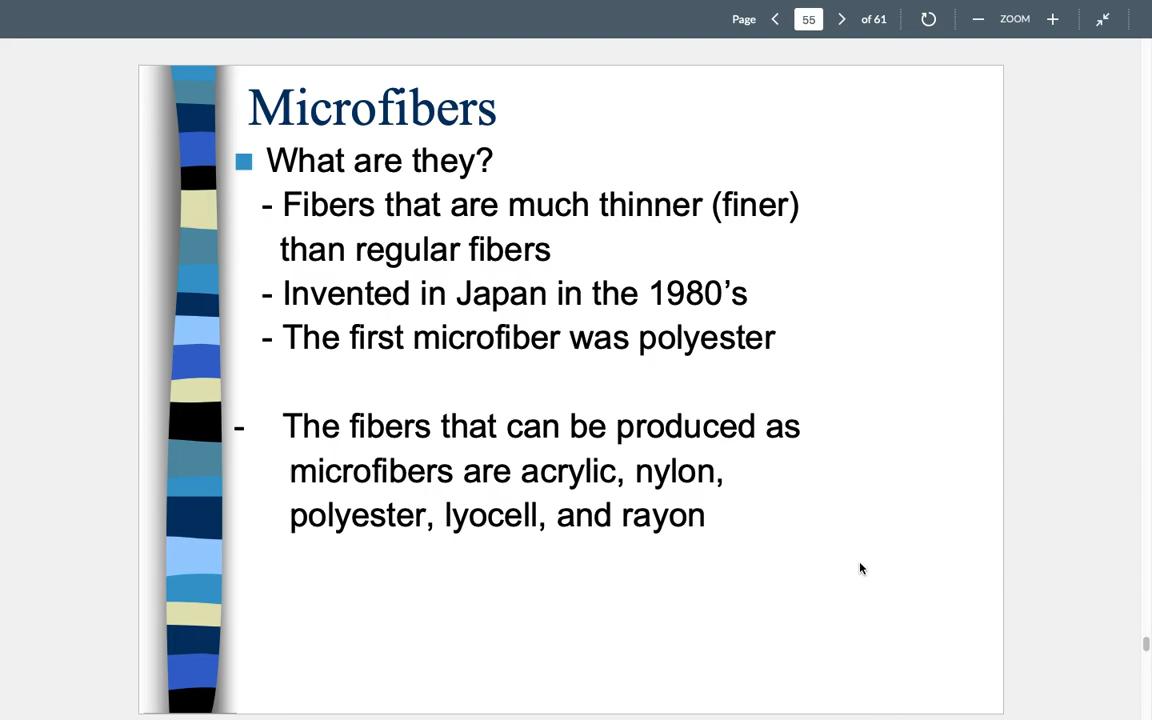 Page 55 of 61 ZOOM
Microfibers
What are they?
- Fibers that are much thinner (finer)
than regular fibers
- Invented in Japan in the 1980’s
- The first microfiber was polyester
- The fibers that can be produced as
microfibers are acrylic, nylon,
polyester, lyocell, and rayon